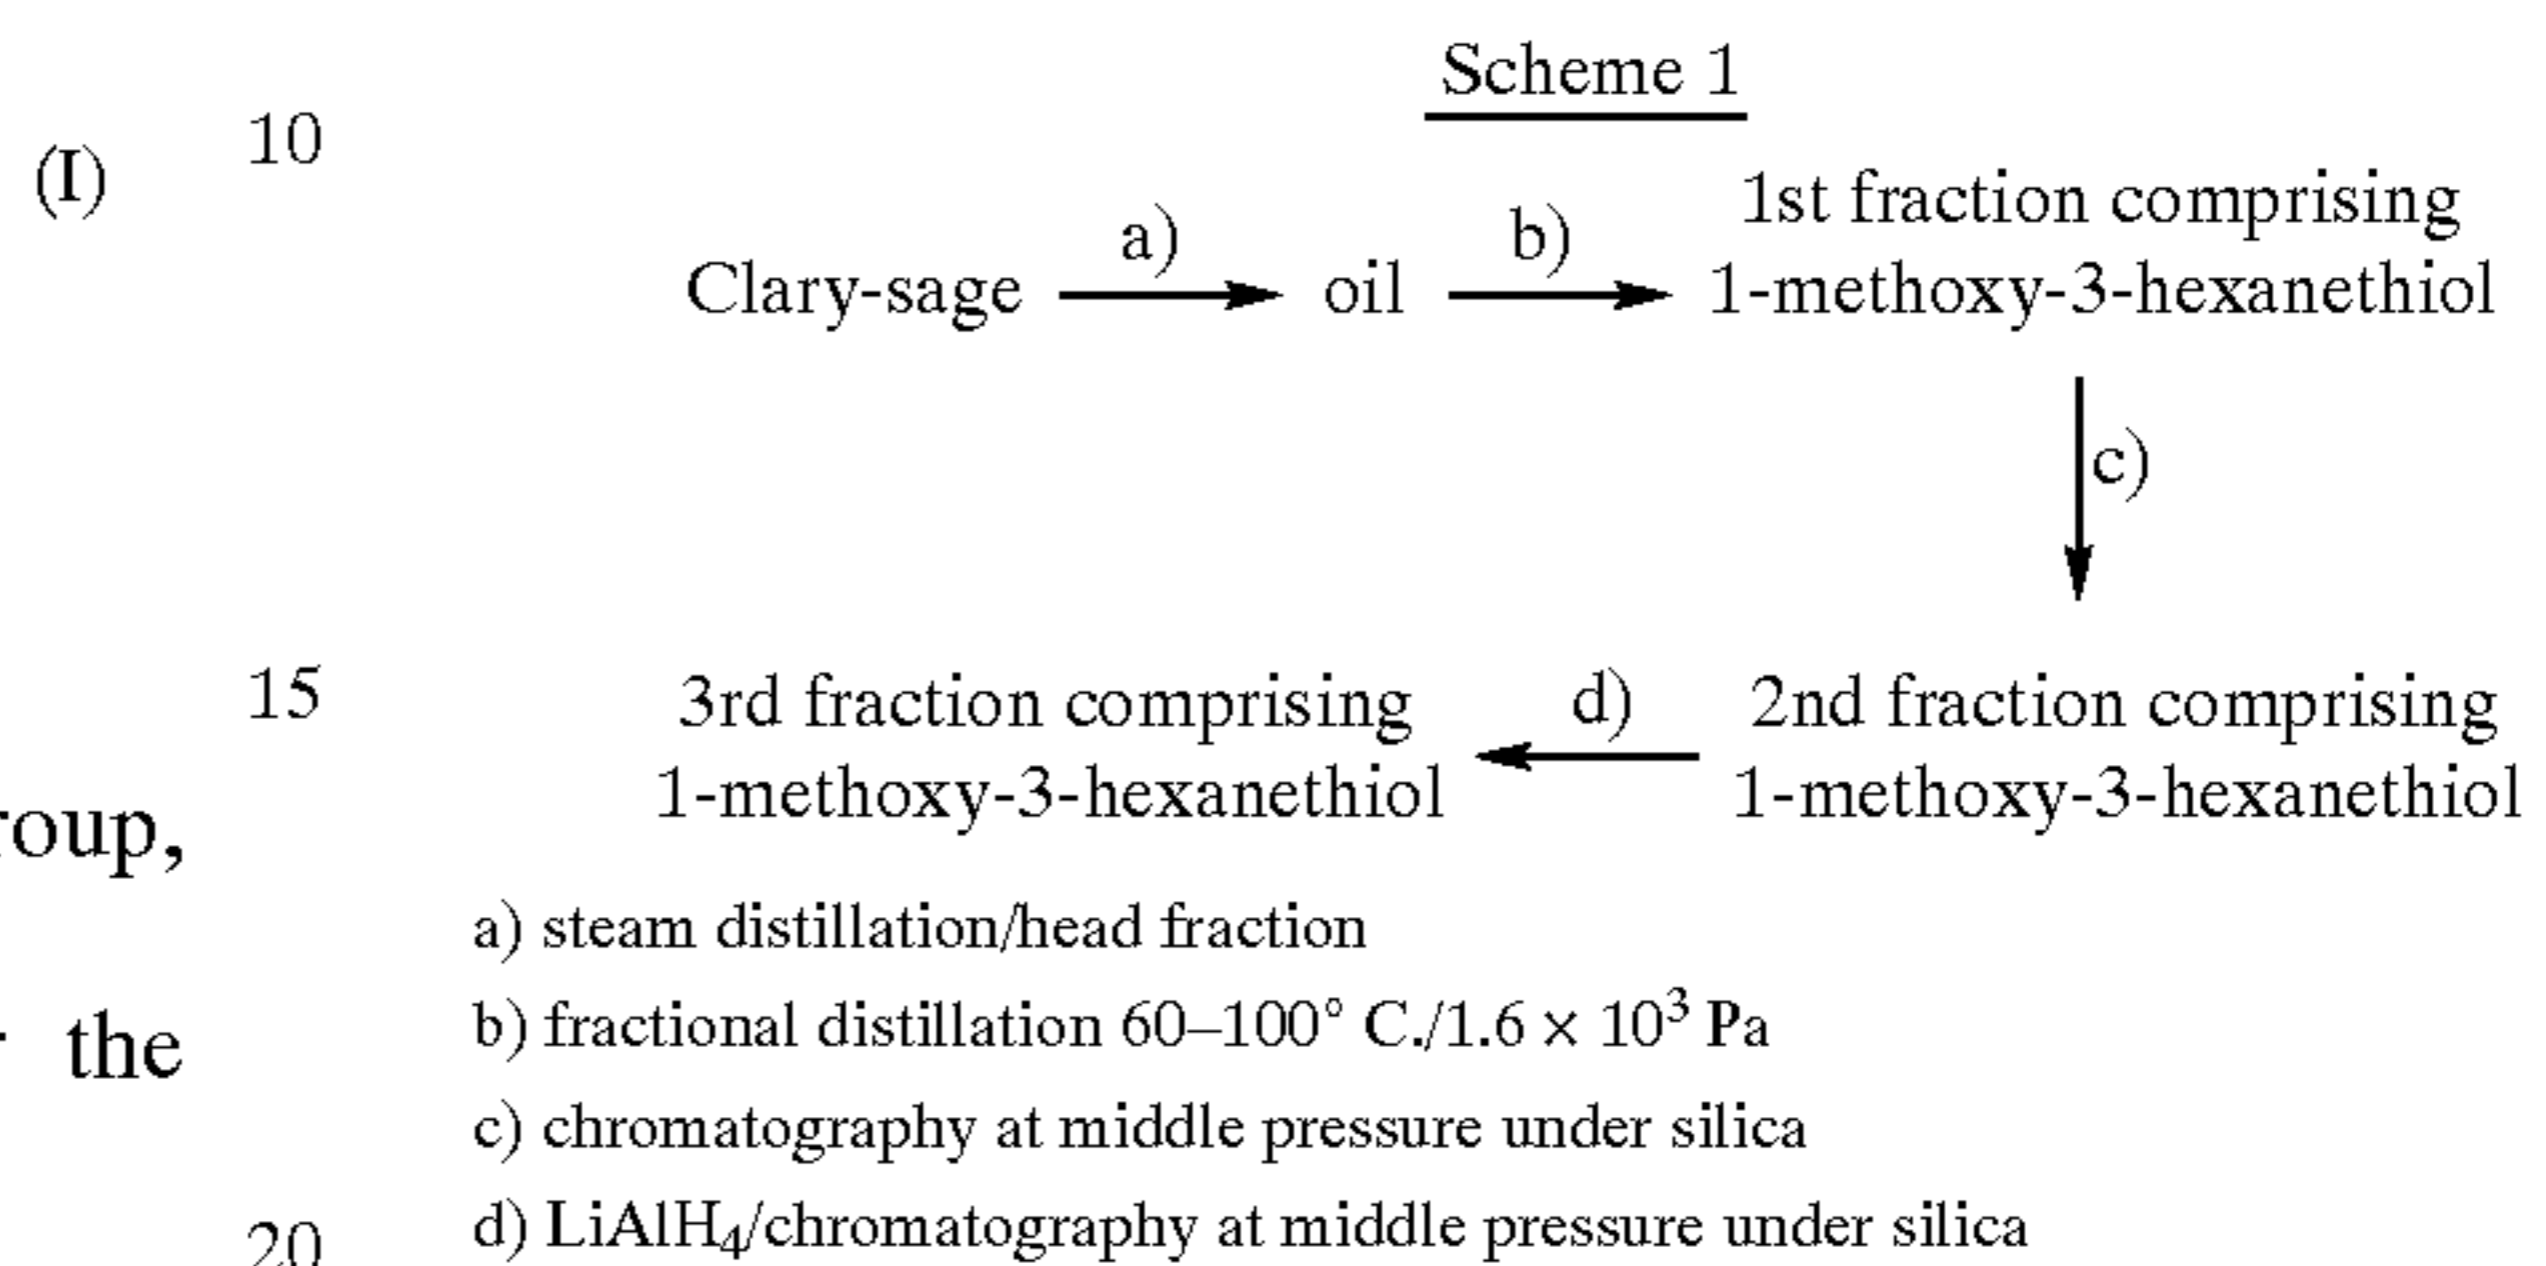 Scheme 1
10
(I)
1st fraction comprising
a)
b)
Clary-sage
oil
1-methoxy-3-hexanethiol
c)
15
3rd fraction comprising
d)
2nd fraction comprising
1-methoxy-3-hexanethiol
1-methoxy-3-hexanethiol
roup,
a) steam distillation/head fraction
b) fractional distillation 60–100° C./1.6 × 10³ Pa
the
c) chromatography at middle pressure under silica
d) LiAlH₄/chromatography at middle pressure under silica
20